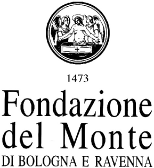 1473
Fondazione
del Monte
DI BOLOGNA E RAVENNA